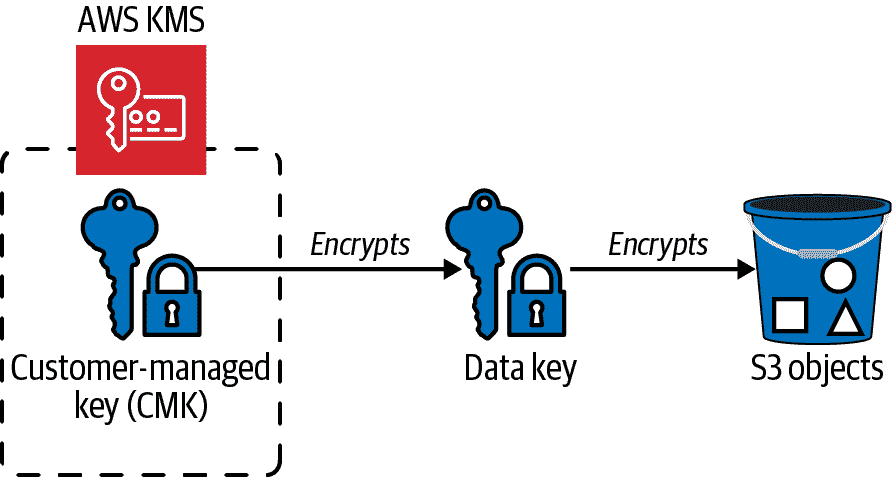 AWS KMS
Encrypts
Encrypts
Customer-managed
key (CMK)
Data key
S3 objects